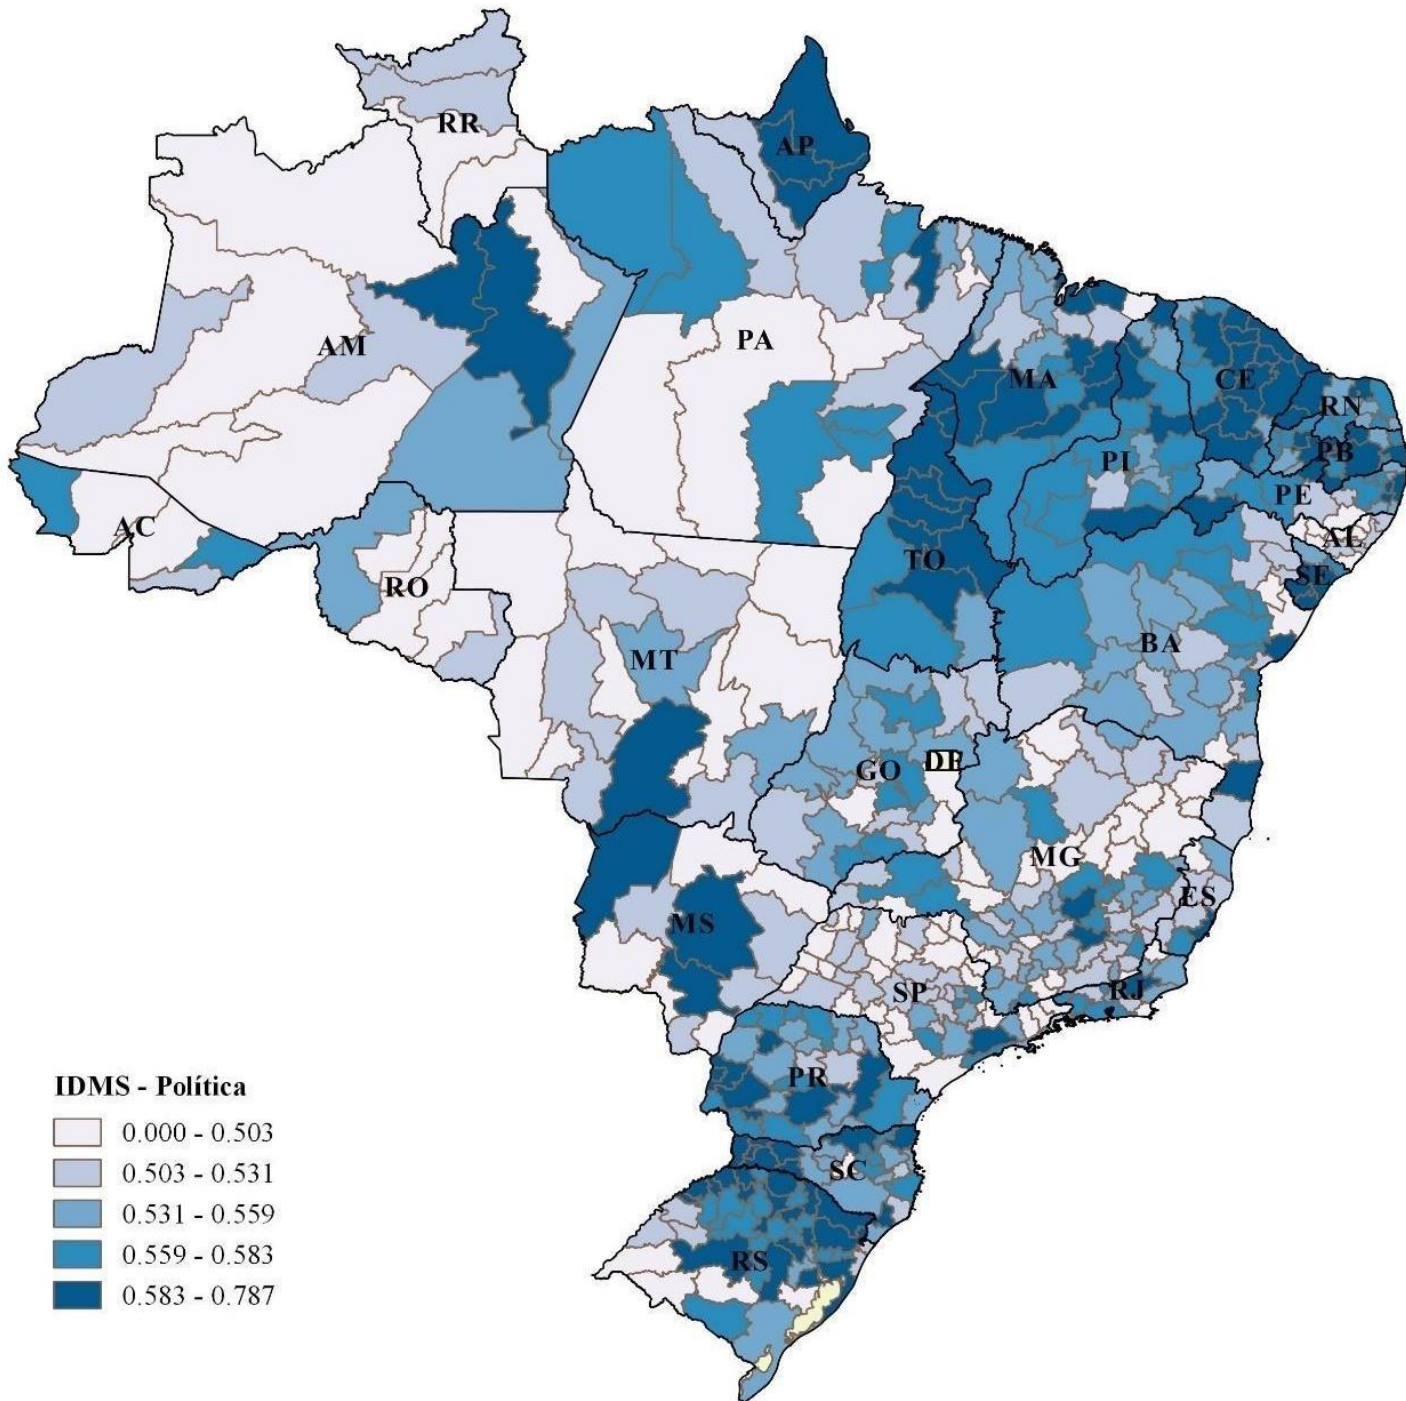 RR
AP
AM
PA
MA
CE
RN
PB
PI
PE
AC
AL
TO
SE
RO
BA
MT
GO
DF
MG
ES
MS
SP
RJ
PR
SC
RS
IDMS - Política
0.000 - 0.503
0.503 - 0.531
0.531 - 0.559
0.559 - 0.583
0.583 - 0.787